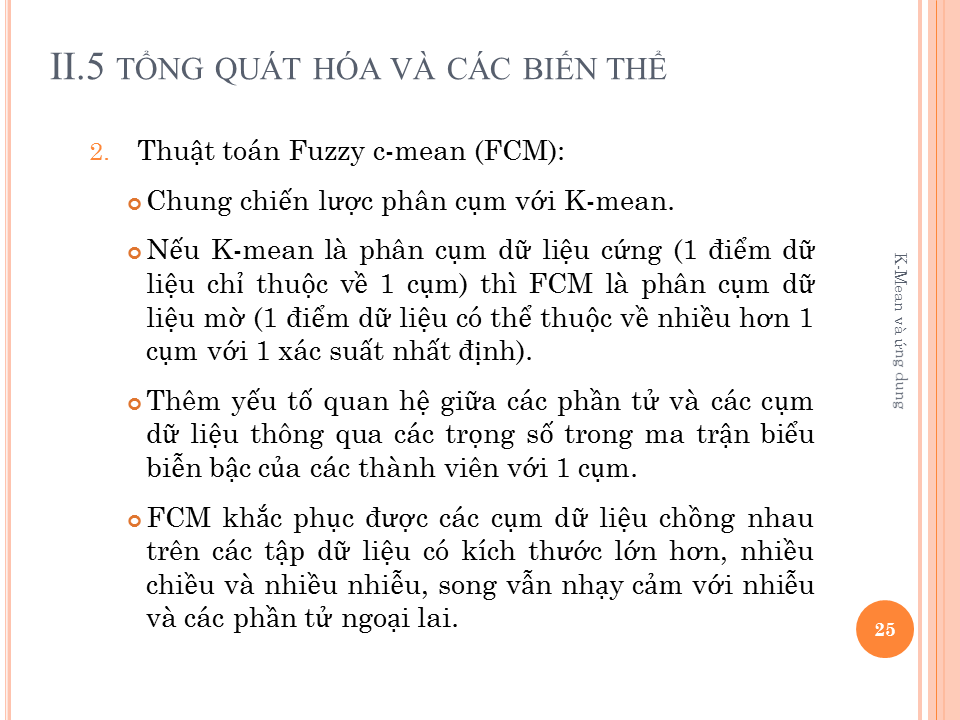 II.5 TỔNG QUÁT HÓA VÀ CÁC BIẾN THỂ
2. Thuật toán Fuzzy c-mean (FCM):
Chung chiến lược phân cụm với K-mean.
Nếu K-mean là phân cụm dữ liệu cứng (1 điểm dữ
liệu chỉ thuộc về 1 cụm) thì FCM là phân cụm dữ
liệu mờ (1 điểm dữ liệu có thể thuộc về nhiều hơn 1
cụm với 1 xác suất nhất định).
Thêm yếu tố quan hệ giữa các phần tử và các cụm
dữ liệu thông qua các trọng số trong ma trận biểu
biễn bậc của các thành viên với 1 cụm.
FCM khắc phục được các cụm dữ liệu chồng nhau
trên các tập dữ liệu có kích thước lớn hơn, nhiều
chiều và nhiều nhiễu, song vẫn nhạy cảm với nhiễu
và các phần tử ngoại lai.
K-Mean và ứng dung
25